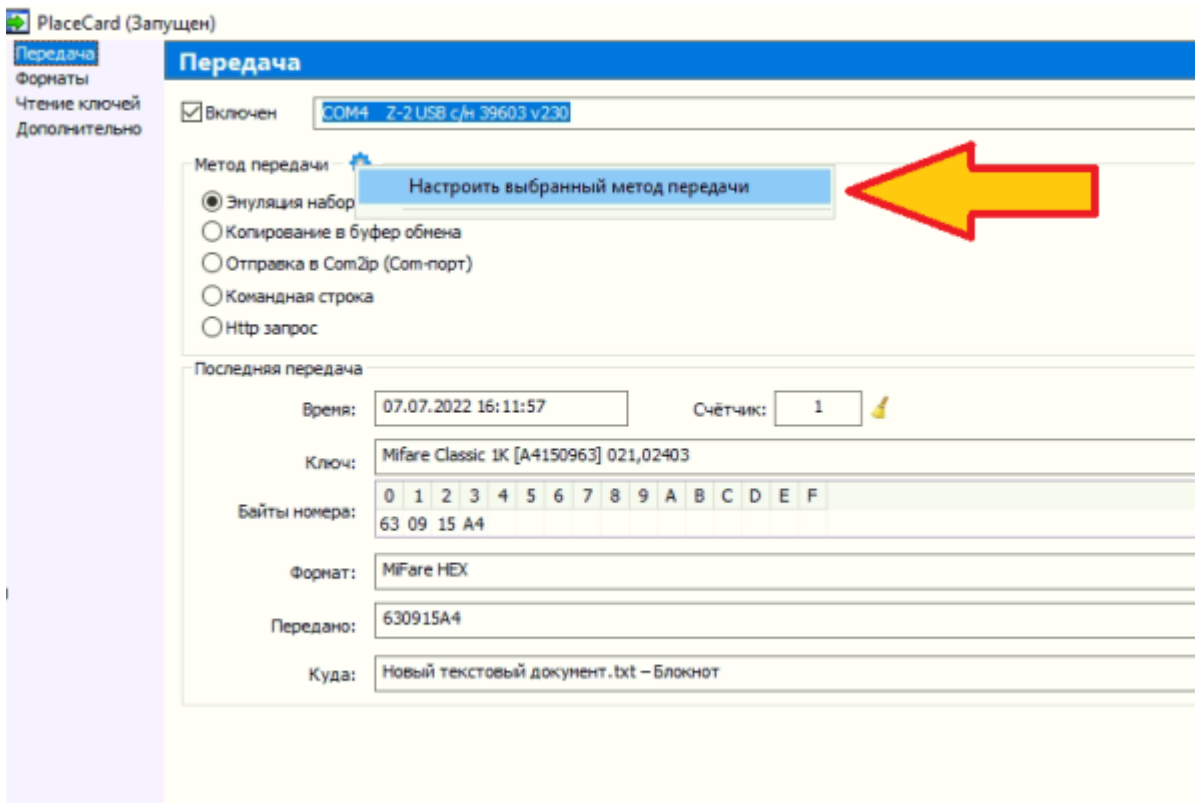 PlaceCard (Запущен)
Передача
Форматы
Чтение ключей
Дополнительно
Передача
Включен COM4 Z-2 USB с/н 39603 v230
Метод передачи
Настроить выбранный метод передачи
Эмуляция набор
Копирование в буфер обмена
Отправка в Com2ip (Com-порт)
Командная строка
Http запрос
Последняя передача
Время: 07.07.2022 16:11:57 Счётчик: 1
Ключ: Mifare Classic 1K [A4150963] 021,02403
0 1 2 3 4 5 6 7 8 9 A B C D E F
Байты номера: 63 09 15 A4
Формат: MiFare HEX
Передано: 630915A4
Куда: Новый текстовый документ.txt – Блокнот